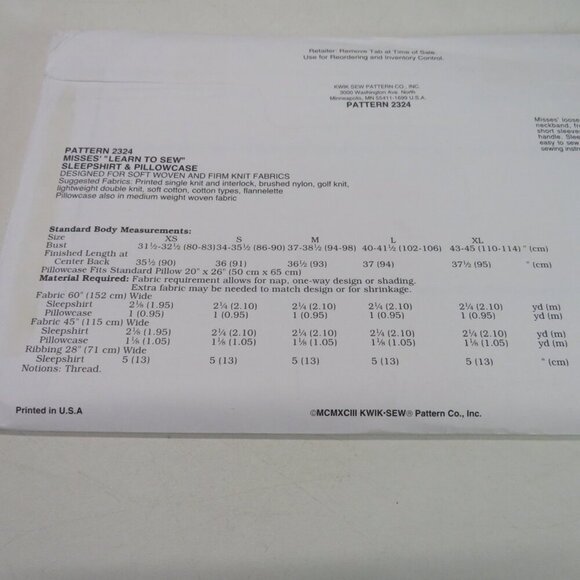 Retailer: Remove Tab at Time of Sale.
Use for Reordering and Inventory Control.
KWIK SEW PATTERN CO., INC.
3000 Washington Ave. North
Minneapolis, MN 55411-1699 U.S.A.
PATTERN 2324
Misses' loose
neckband, fr
short sleeves
handle. Sleep
easy to sew
sewing instru
PATTERN 2324
MISSES' "LEARN TO SEW"
SLEEPSHIRT & PILLOWCASE
DESIGNED FOR SOFT WOVEN AND FIRM KNIT FABRICS
Suggested Fabrics: Printed single knit and interlock, brushed nylon, golf knit,
lightweight double knit, soft cotton, cotton types, flannelette
Pillowcase also in medium weight woven fabric
Standard Body Measurements:
Size XS S M L XL
Bust 31½-32½ (80-83) 34-35½ (86-90) 37-38½ (94-98) 40-41½ (102-106) 43-45 (110-114) " (cm)
Finished Length at
Center Back 35½ (90) 36 (91) 36½ (93) 37 (94) 37½ (95) " (cm)
Pillowcase Fits Standard Pillow 20" x 26" (50 cm x 65 cm)
Material Required: Fabric requirement allows for nap, one-way design or shading.
Extra fabric may be needed to match design or for shrinkage.
Fabric 60" (152 cm) Wide
Sleepshirt 2⅛ (1.95) 2¼ (2.10) 2¼ (2.10) 2¼ (2.10) 2¼ (2.10) yd (m)
Pillowcase 1 (0.95) 1 (0.95) 1 (0.95) 1 (0.95) 1 (0.95) yd (m)
Fabric 45" (115 cm) Wide
Sleepshirt 2⅛ (1.95) 2¼ (2.10) 2¼ (2.10) 2¼ (2.10) 2¼ (2.10) yd (m)
Pillowcase 1⅛ (1.05) 1⅛ (1.05) 1⅛ (1.05) 1⅛ (1.05) 1⅛ (1.05) yd (m)
Ribbing 28" (71 cm) Wide
Sleepshirt 5 (13) 5 (13) 5 (13) 5 (13) 5 (13) " (cm)
Notions: Thread.
Printed in U.S.A
©MCMXCIII KWIK•SEW® Pattern Co., Inc.